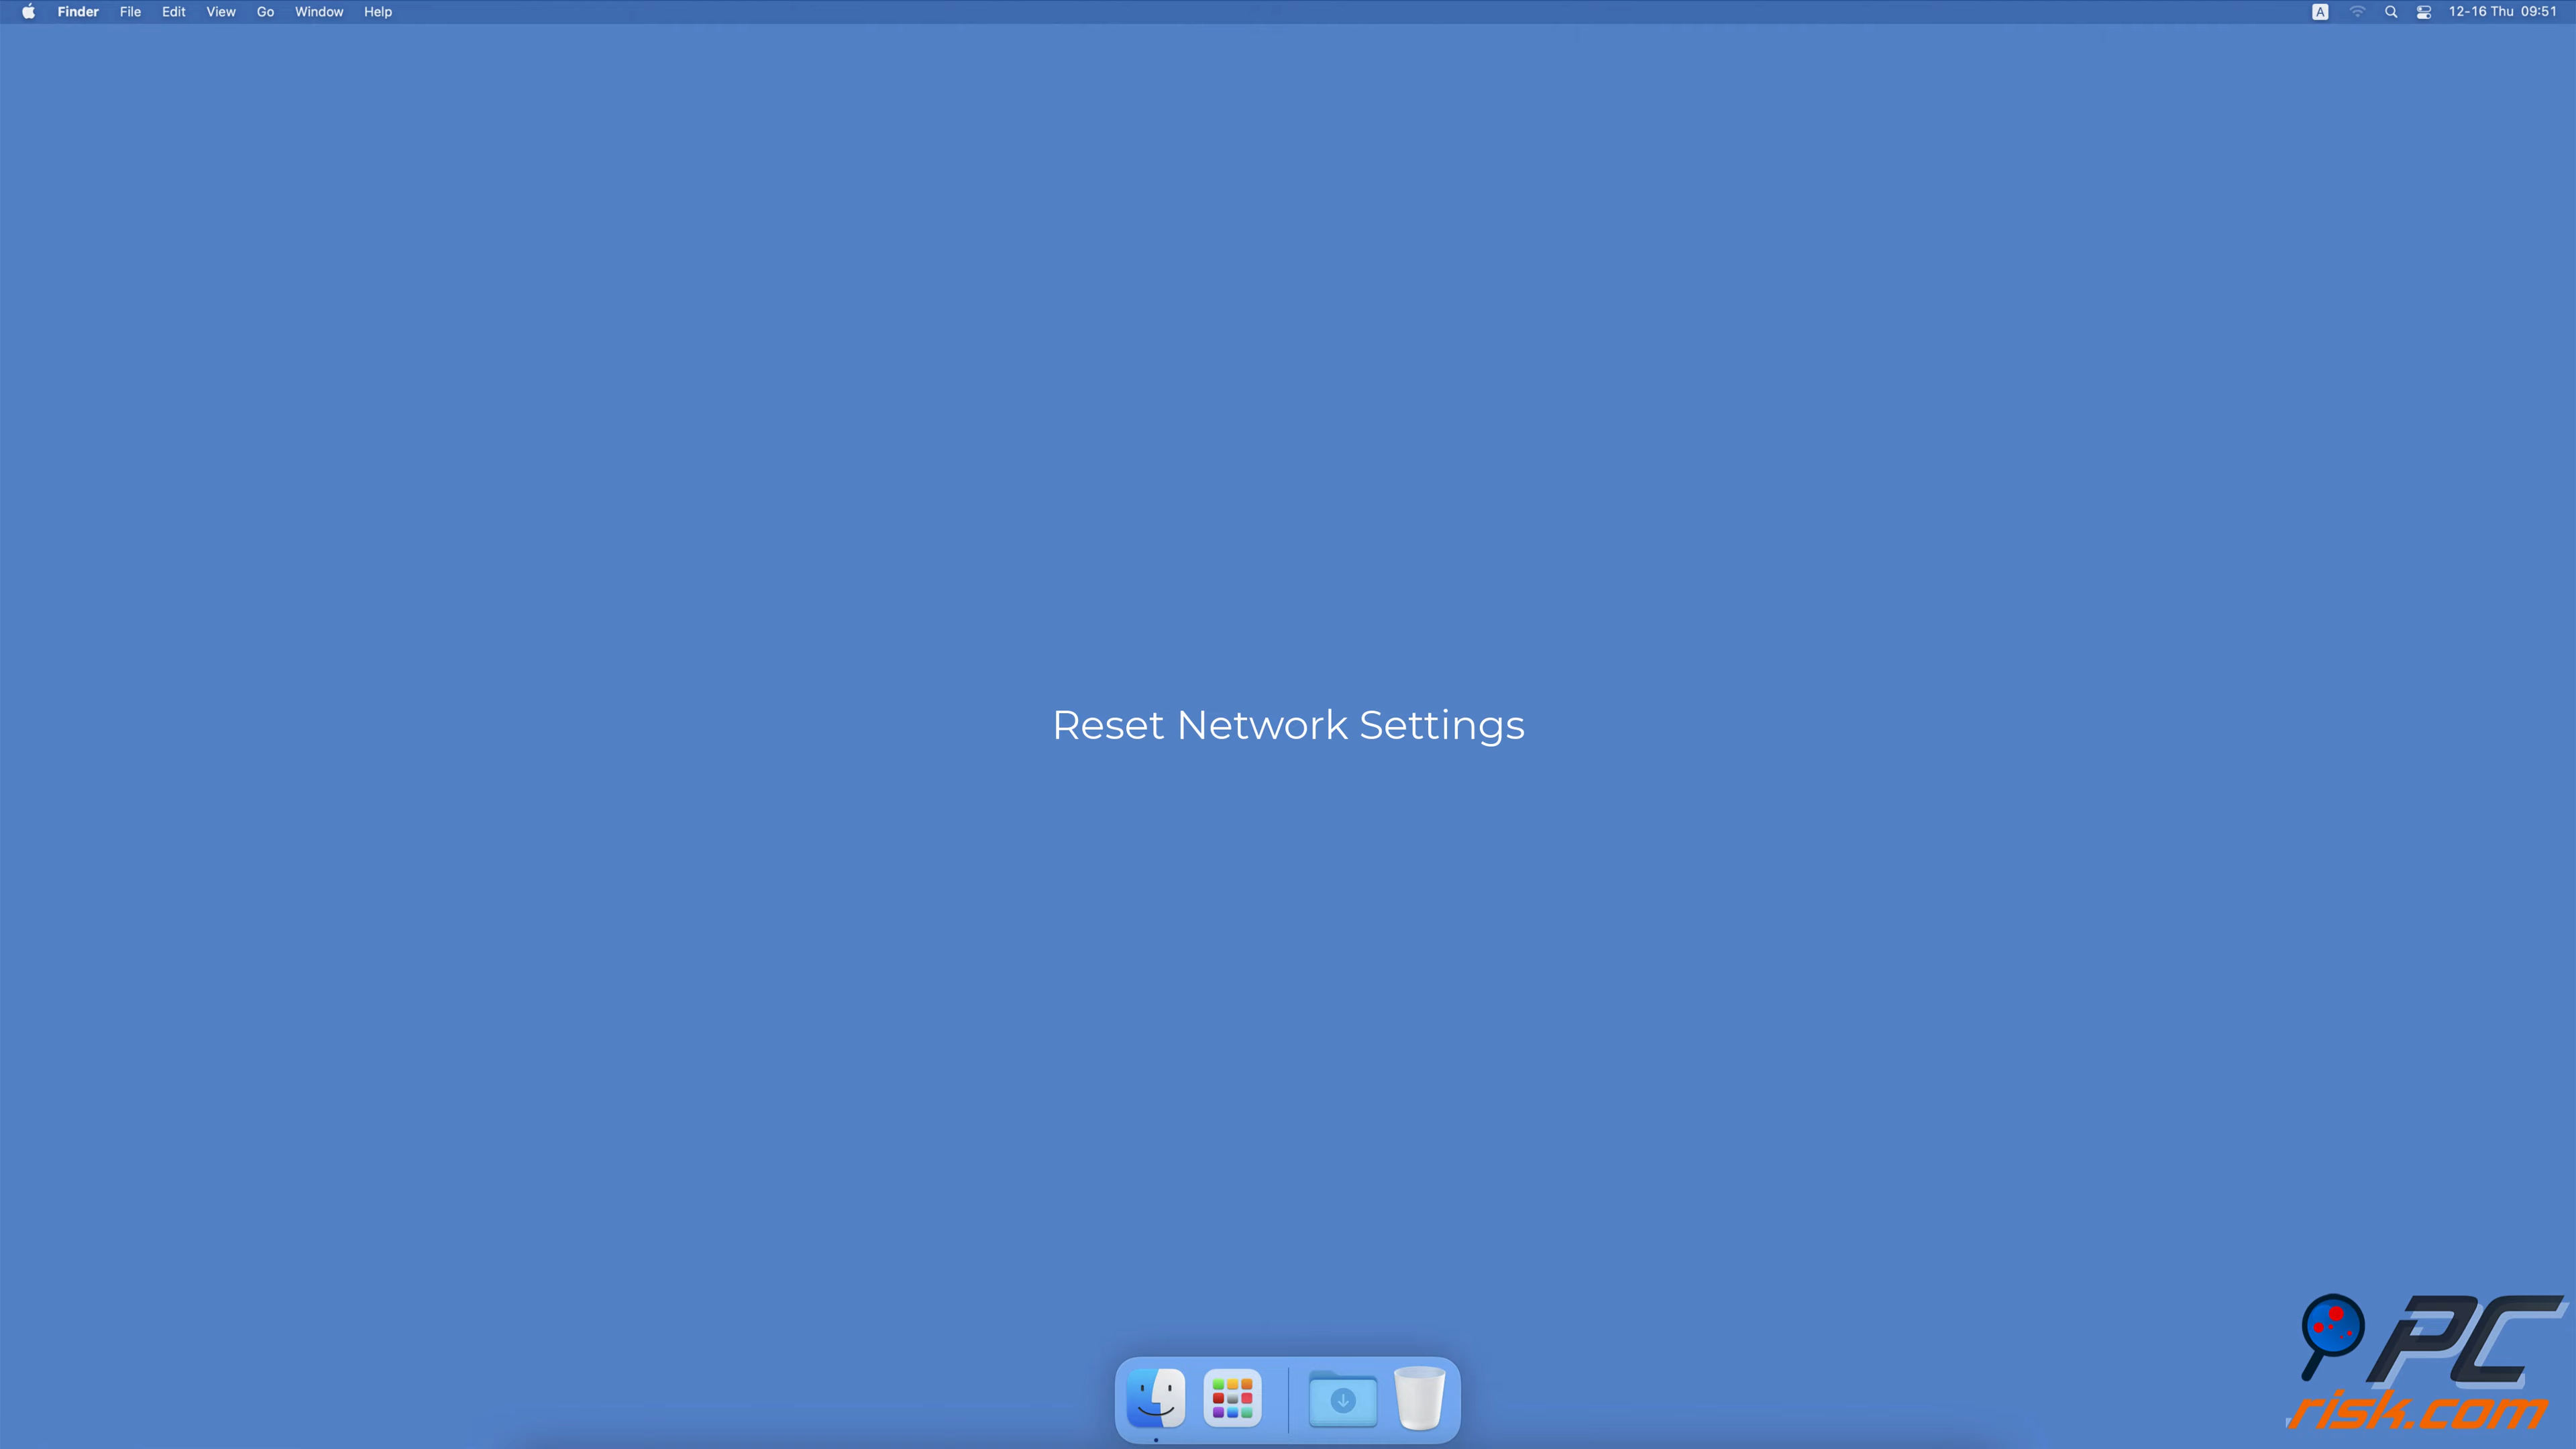 Finder File Edit View Go Window Help
A 12-16 Thu 09:51
Reset Network Settings
PC
risk.com